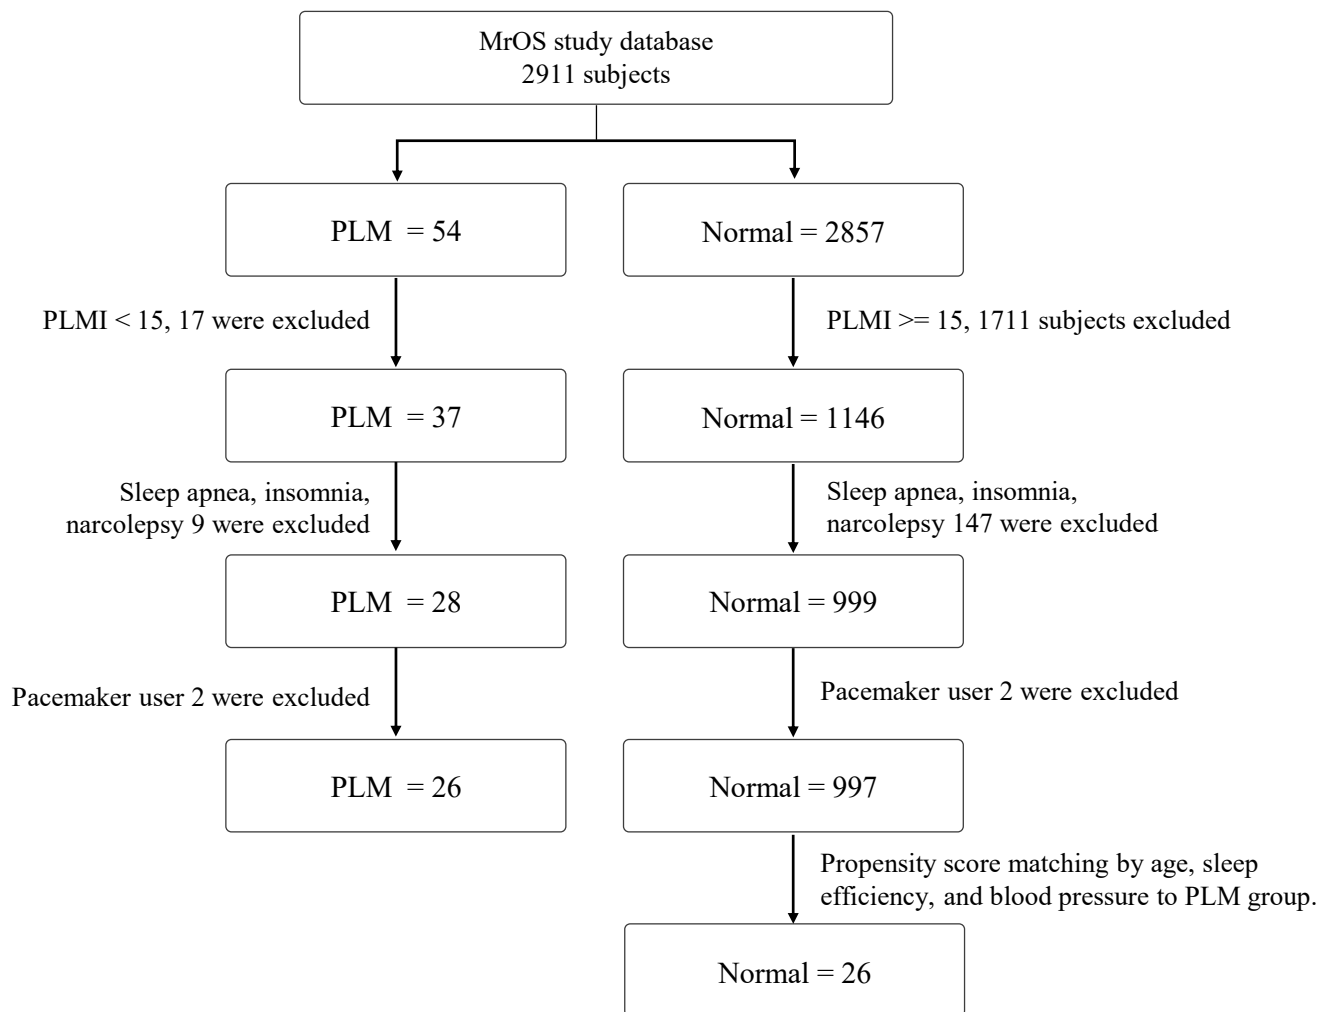 MrOS study database
2911 subjects
PLM = 54
Normal = 2857
PLMI < 15, 17 were excluded
PLMI >= 15, 1711 subjects excluded
PLM = 37
Normal = 1146
Sleep apnea, insomnia,
narcolepsy 9 were excluded
Sleep apnea, insomnia,
narcolepsy 147 were excluded
PLM = 28
Normal = 999
Pacemaker user 2 were excluded
Pacemaker user 2 were excluded
PLM = 26
Normal = 997
Propensity score matching by age, sleep
efficiency, and blood pressure to PLM group.
Normal = 26